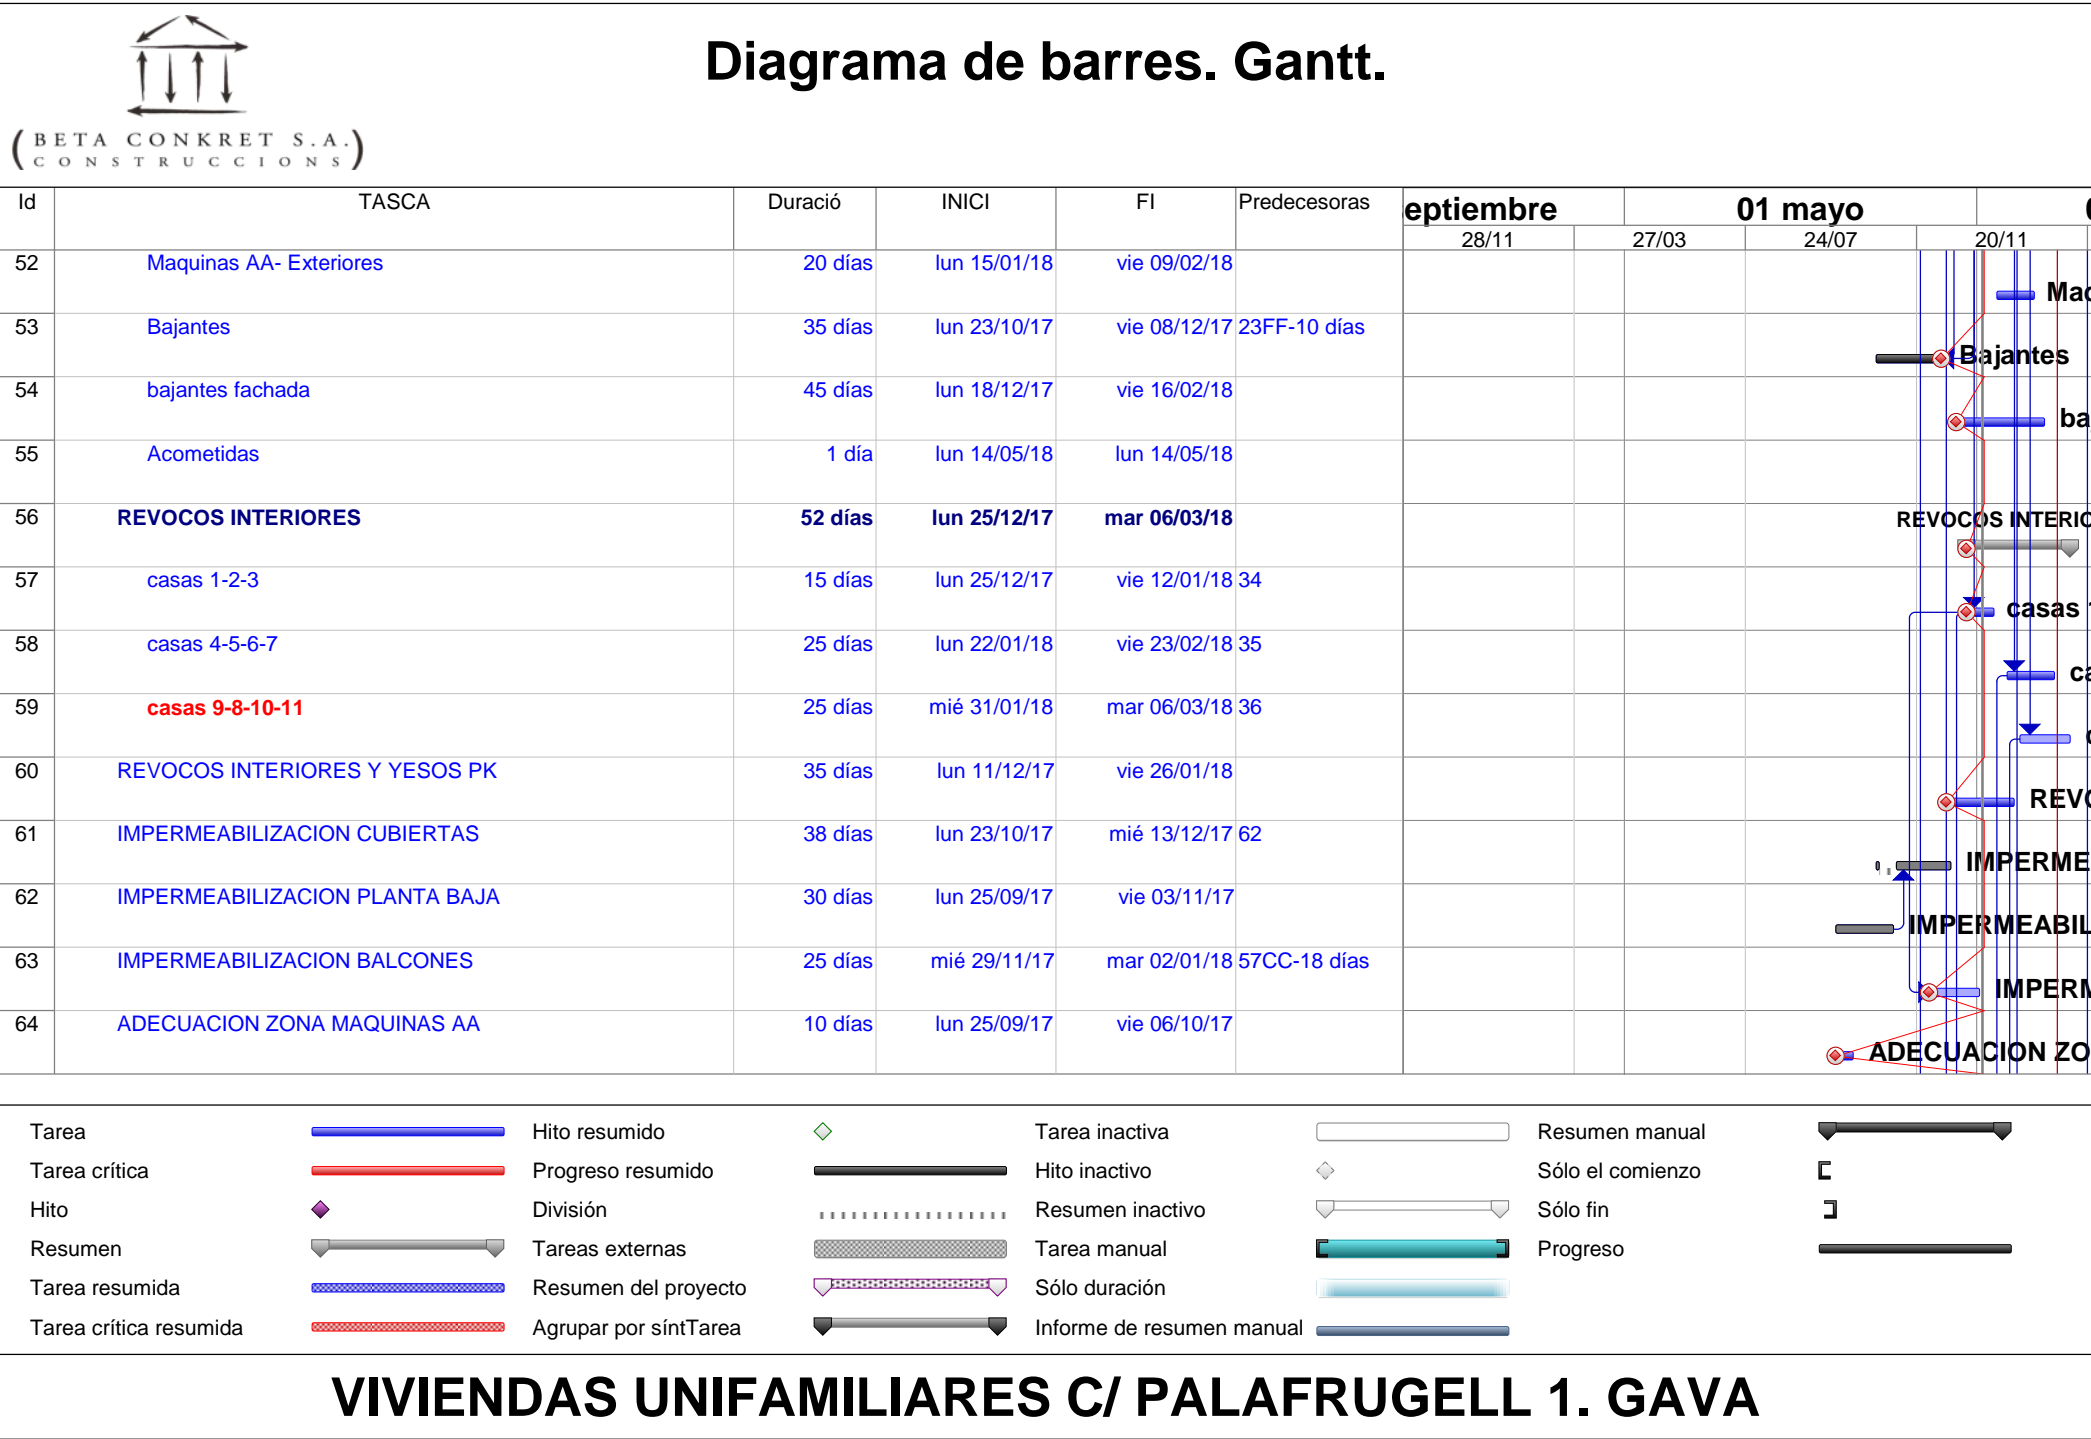 Diagrama de barres. Gantt.
(BETA CONKRET S.A.)
CONSTRUCCIONS
Id TASCA Duració INICI FI Predecesoras eptiembre 01 mayo
28/11 27/03 24/07 20/11
52 Maquinas AA- Exteriores 20 días lun 15/01/18 vie 09/02/18
Mac
53 Bajantes 35 días lun 23/10/17 vie 08/12/17 23FF-10 días
Bajantes
54 bajantes fachada 45 días lun 18/12/17 vie 16/02/18
ba
55 Acometidas 1 día lun 14/05/18 lun 14/05/18
56 REVOCOS INTERIORES 52 días lun 25/12/17 mar 06/03/18
REVOCOS INTERIO
57 casas 1-2-3 15 días lun 25/12/17 vie 12/01/18 34
casas 1
58 casas 4-5-6-7 25 días lun 22/01/18 vie 23/02/18 35
ca
59 casas 9-8-10-11 25 días mié 31/01/18 mar 06/03/18 36
c
60 REVOCOS INTERIORES Y YESOS PK 35 días lun 11/12/17 vie 26/01/18
REVO
61 IMPERMEABILIZACION CUBIERTAS 38 días lun 23/10/17 mié 13/12/17 62
IMPERME
62 IMPERMEABILIZACION PLANTA BAJA 30 días lun 25/09/17 vie 03/11/17
IMPERMEABIL
63 IMPERMEABILIZACION BALCONES 25 días mié 29/11/17 mar 02/01/18 57CC-18 días
IMPERM
64 ADECUACION ZONA MAQUINAS AA 10 días lun 25/09/17 vie 06/10/17
ADECUACION ZO
Tarea Hito resumido Tarea inactiva Resumen manual
Tarea crítica Progreso resumido Hito inactivo Sólo el comienzo
Hito División Resumen inactivo Sólo fin
Resumen Tareas externas Tarea manual Progreso
Tarea resumida Resumen del proyecto Sólo duración
Tarea crítica resumida Agrupar por síntTarea Informe de resumen manual
VIVIENDAS UNIFAMILIARES C/ PALAFRUGELL 1. GAVA